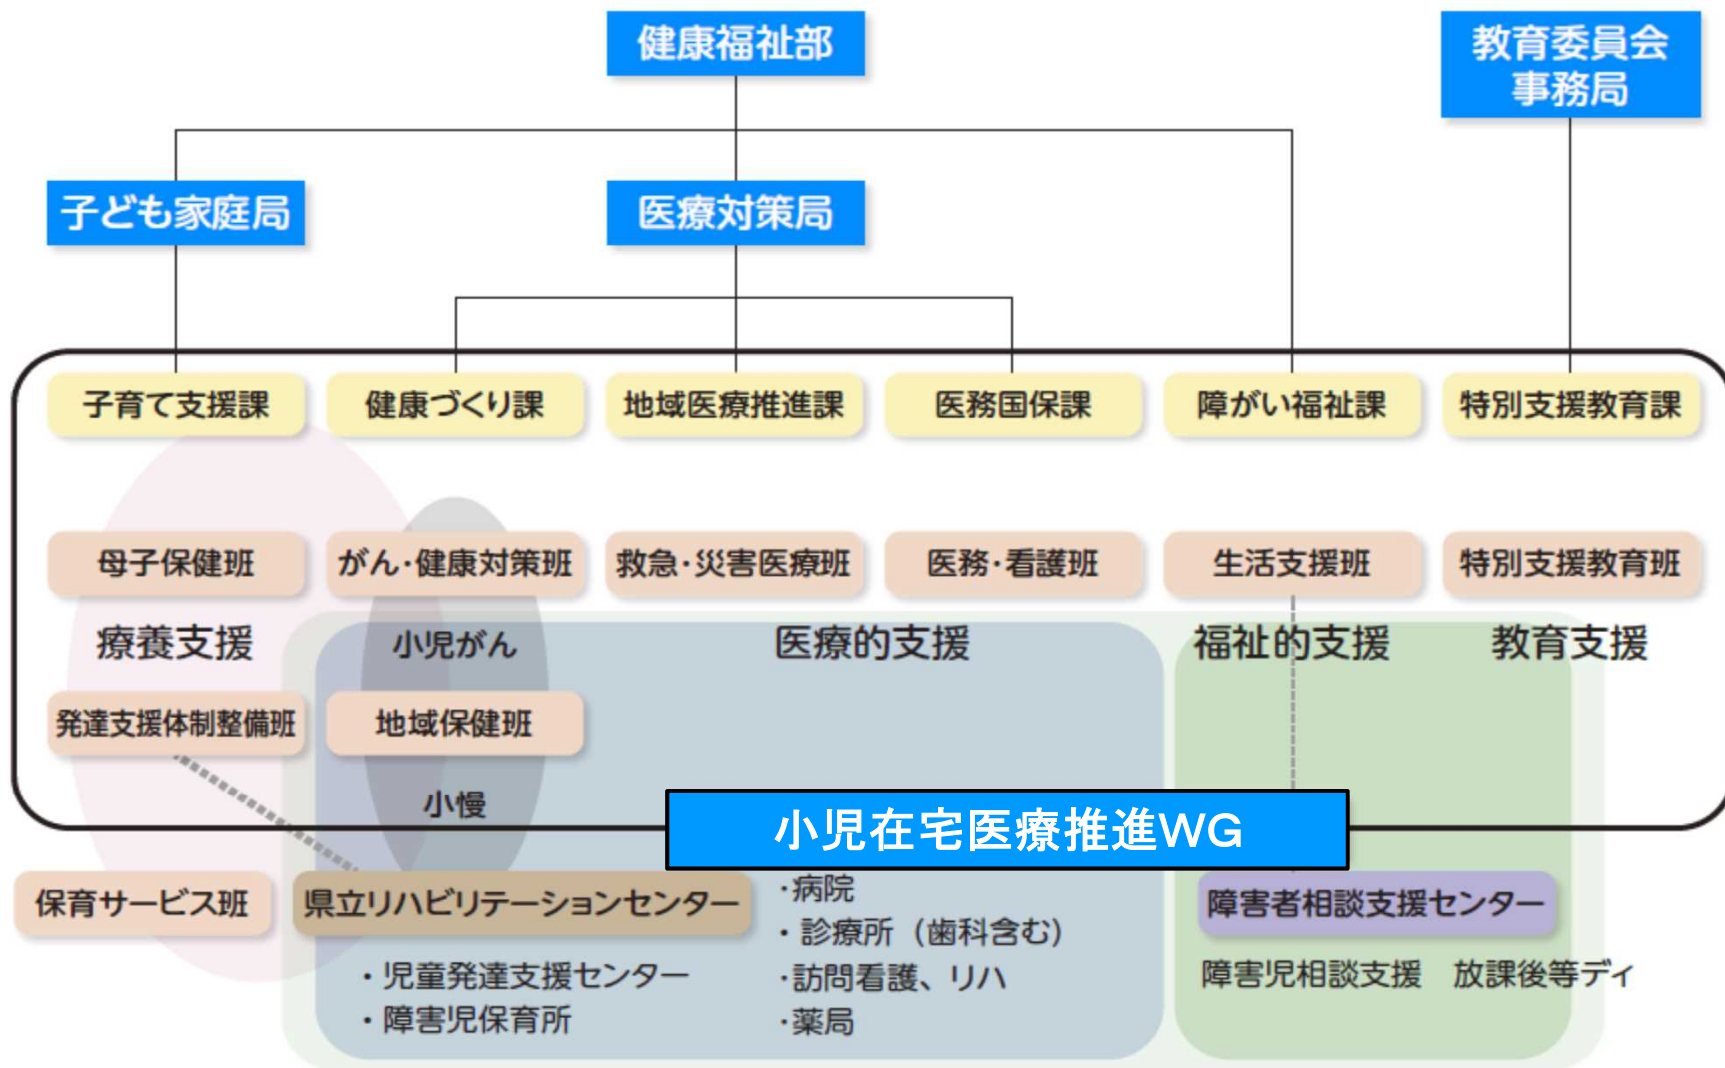 健康福祉部
教育委員会
事務局
子ども家庭局
医療対策局
子育て支援課
健康づくり課
地域医療推進課
医務国保課
障がい福祉課
特別支援教育課
母子保健班
がん・健康対策班
救急・災害医療班
医務・看護班
生活支援班
特別支援教育班
療養支援
小児がん
医療的支援
福祉的支援
教育支援
発達支援体制整備班
地域保健班
小慢
小児在宅医療推進WG
保育サービス班
県立リハビリテーションセンター
・児童発達支援センター
・障害児保育所
・病院
・診療所（歯科含む）
・訪問看護、リハ
・薬局
障害者相談支援センター
障害児相談支援　放課後等ディ